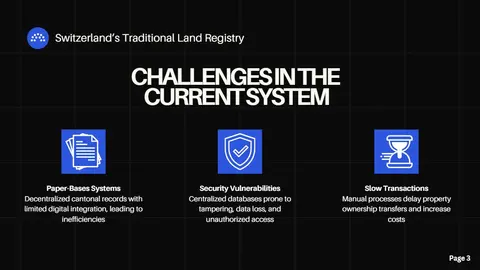 Switzerland's Traditional Land Registry
CHALLENGES IN THE
CURRENT SYSTEM
Paper-Bases Systems
Decentralized cantonal records with
limited digital integration, leading to
inefficiencies
Security Vulnerabilities
Centralized databases prone to
tampering, data loss, and
unauthorized access
Slow Transactions
Manual processes delay property
ownership transfers and increase
costs
Page 3